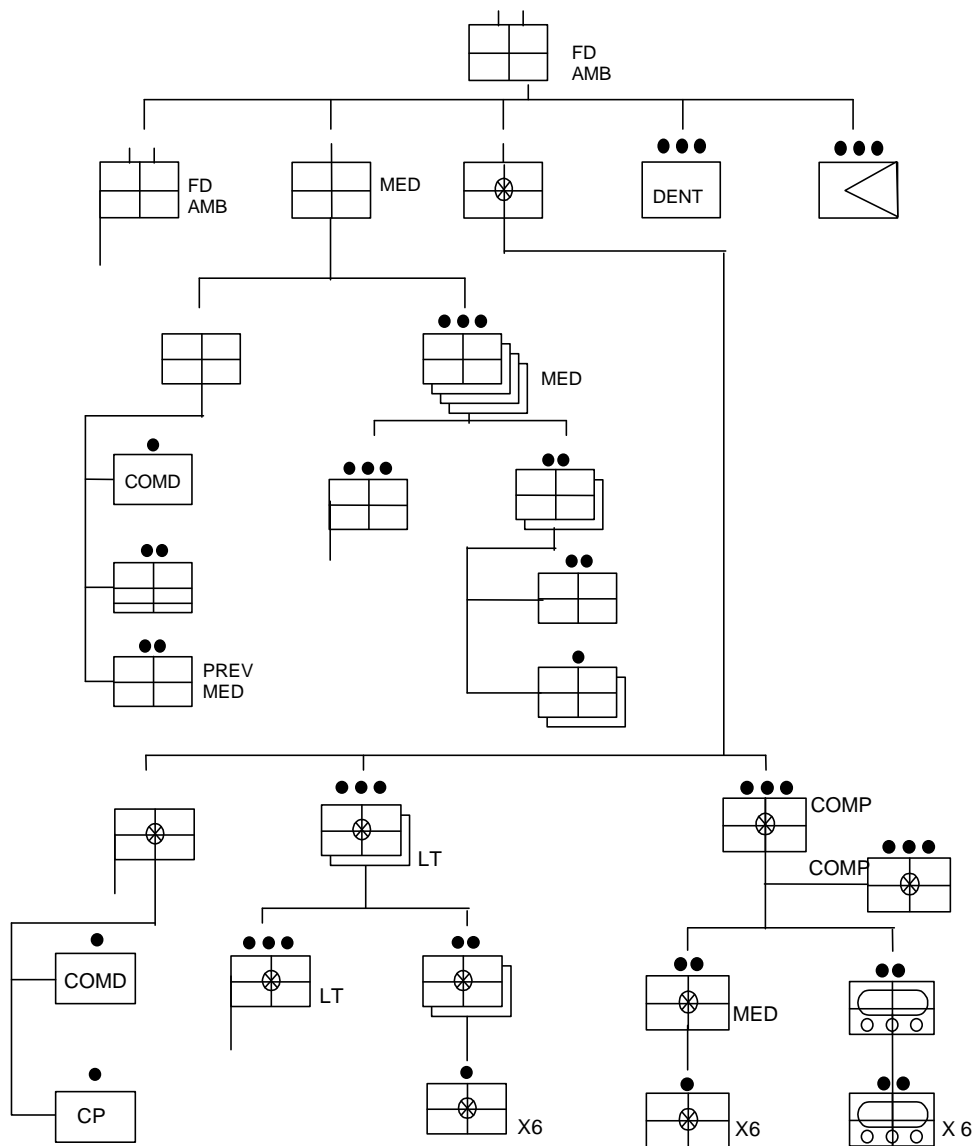 FD
AMB
FD
AMB
MED
DENT
MED
COMD
PREV
MED
COMP
LT
COMP
COMD
LT
MED
CP
X6
X6
X 6